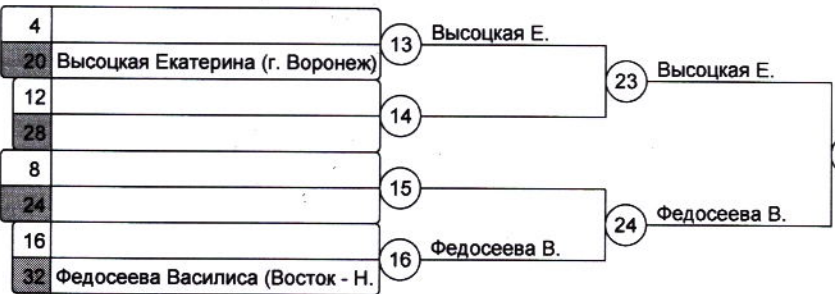 4
20 Высоцкая Екатерина (г. Воронеж)
13 Высоцкая Е.
12
28
14
23 Высоцкая Е.
8
24
15
16
32 Федосеева Василиса (Восток - Н.
16 Федосеева В.
24 Федосеева В.